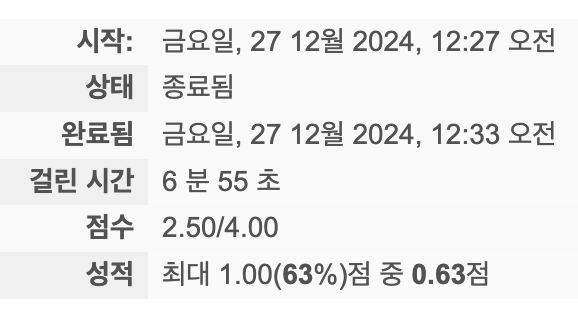 시작: 금요일, 27 12월 2024, 12:27 오전
상태 종료됨
완료됨 금요일, 27 12월 2024, 12:33 오전
걸린 시간 6 분 55 초
점수 2.50/4.00
성적 최대 1.00(63%)점 중 0.63점